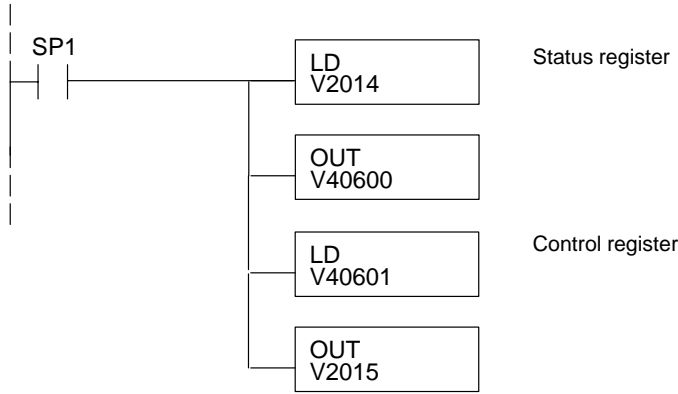 SP1
LD
V2014
Status register
OUT
V40600
LD
V40601
Control register
OUT
V2015